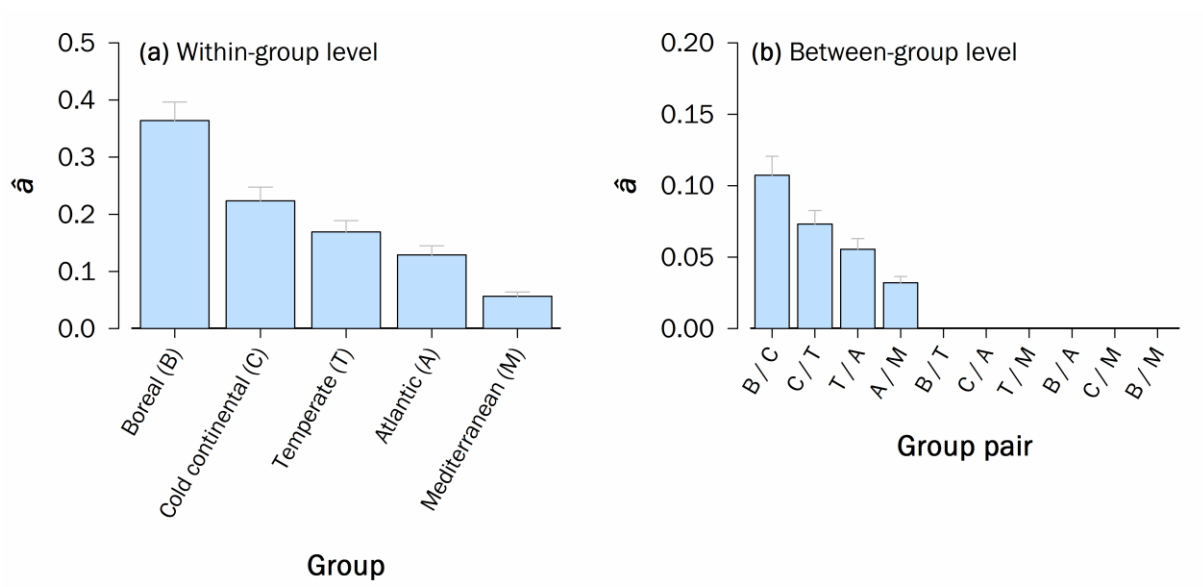 (a) Within-group level
0.5
0.4
0.3
0.2
0.1
0.0
â
Boreal (B)
Cold continental (C)
Temperate (T)
Atlantic (A)
Mediterranean (M)
Group
(b) Between-group level
0.20
0.15
0.10
0.05
0.00
â
B / C
C / T
T / A
A / M
B / T
C / A
T / M
B / A
C / M
B / M
Group pair